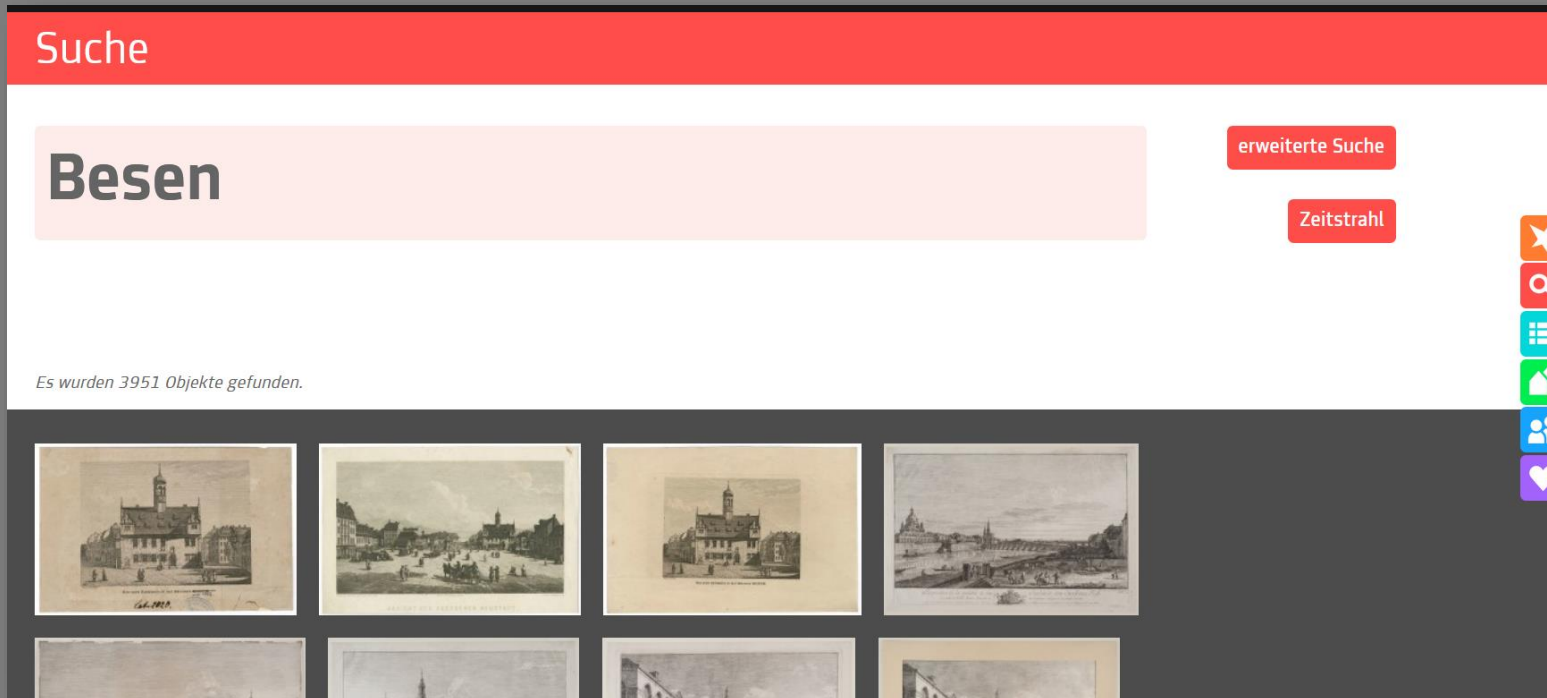 Suche
Besen
erweiterte Suche
Zeitstrahl
Es wurden 3951 Objekte gefunden.